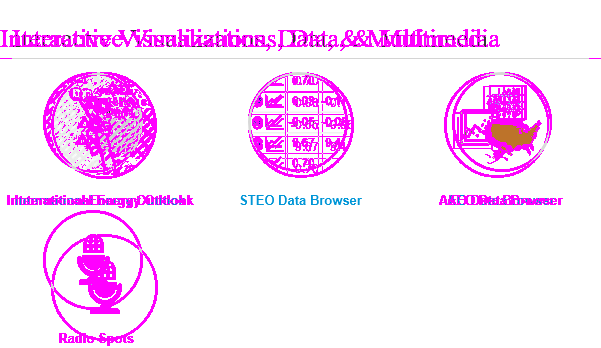 Interactive Visualizations, Data, & Multimedia
International Energy Outlook
STEO Data Browser
AEO Data Browser
Radio Spots